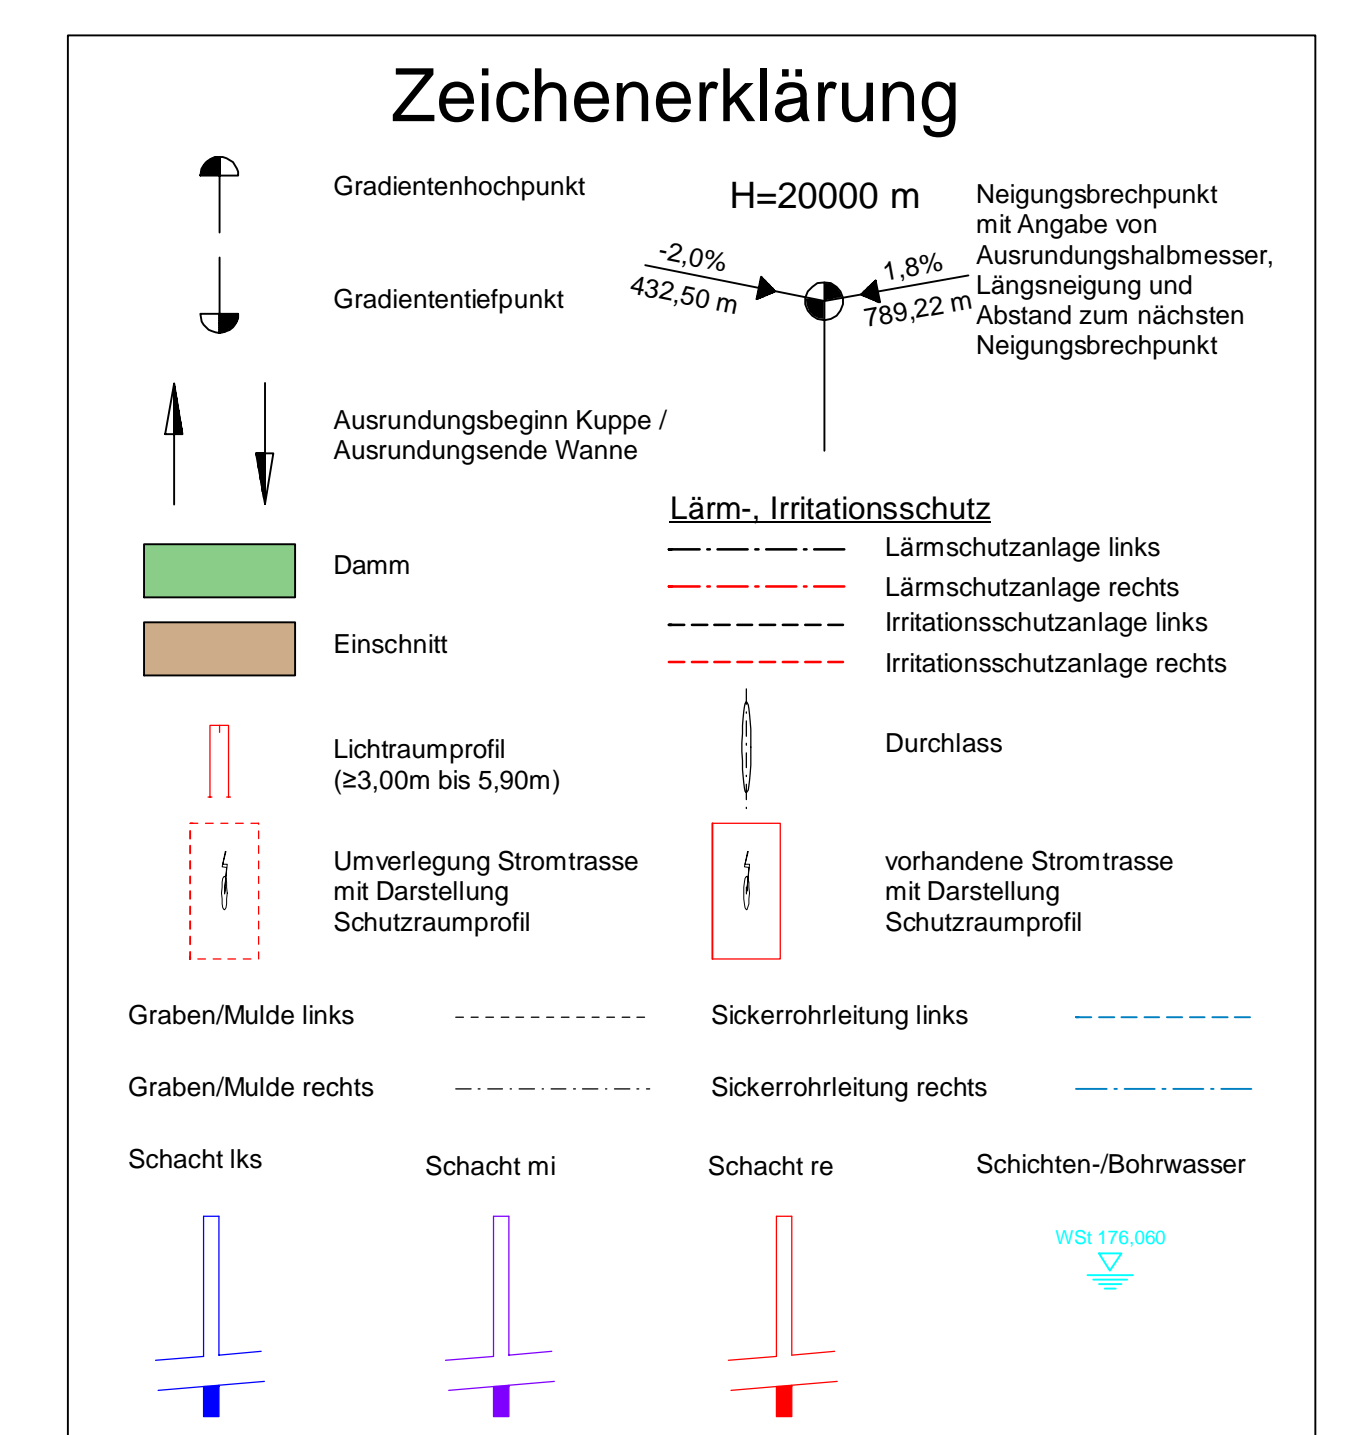 Zeichenerklärung
Gradientenhochpunkt
Gradiententiefpunkt
H=20000 m
-2,0%
432,50 m
1,8%
789,22 m
Neigungsbrechpunkt
mit Angabe von
Ausrundungshalbmesser,
Längsneigung und
Abstand zum nächsten
Neigungsbrechpunkt
Ausrundungsbeginn Kuppe /
Ausrundungsende Wanne
Lärm-, Irritationsschutz
Lärmschutzanlage links
Lärmschutzanlage rechts
Irritationsschutzanlage links
Irritationsschutzanlage rechts
Damm
Einschnitt
Lichtraumprofil
(≥3,00m bis 5,90m)
Durchlass
Umverlegung Stromtrasse
mit Darstellung
Schutzraumprofil
vorhandene Stromtrasse
mit Darstellung
Schutzraumprofil
Graben/Mulde links
Sickerrohrleitung links
Graben/Mulde rechts
Sickerrohrleitung rechts
Schacht lks
Schacht mi
Schacht re
Schichten-/Bohrwasser
WSt 176,060